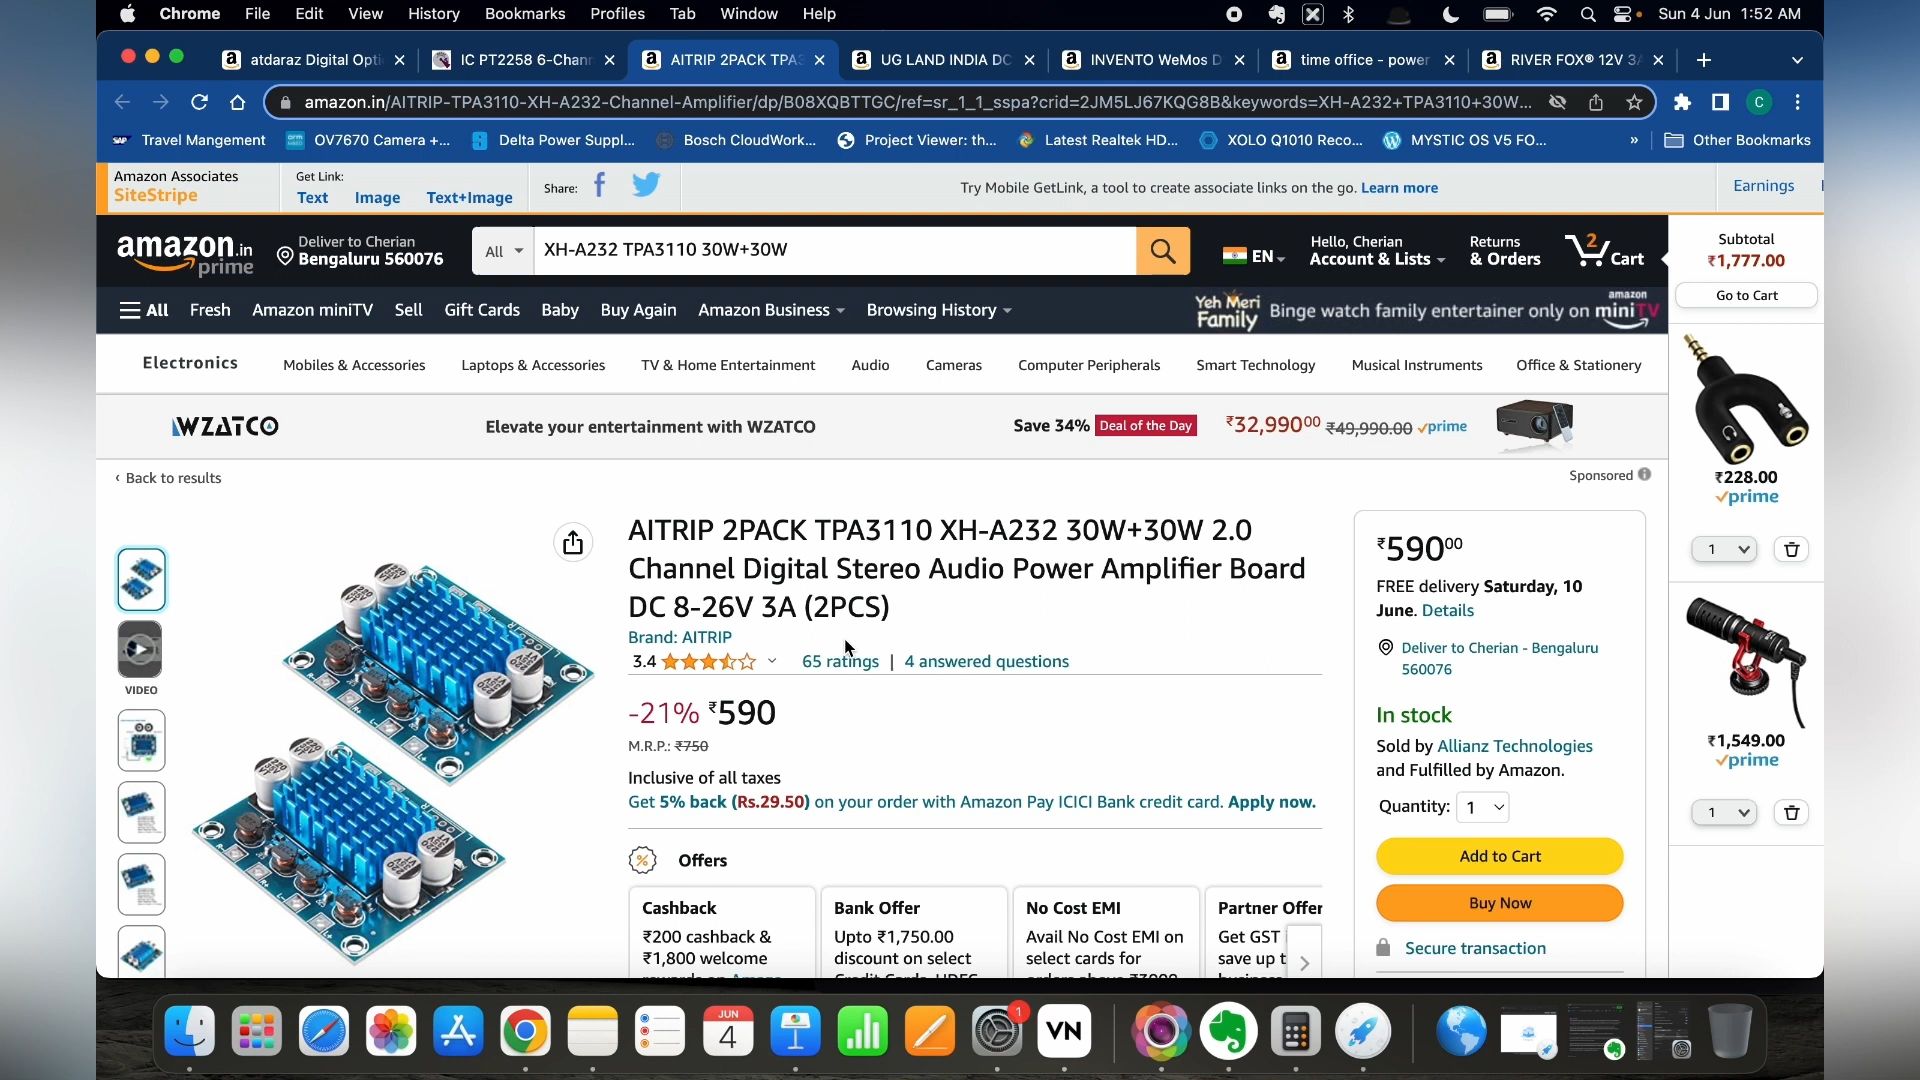 Chrome File Edit View History Bookmarks Profiles Tab Window Help Sun 4 Jun 1:52 AM
atdaraz Digital Opti IC PT2258 6-Chann AITRIP 2PACK TPA3 UG LAND INDIA DC INVENTO WeMos D time office - power RIVER FOX® 12V 3A
amazon.in/AITRIP-TPA3110-XH-A232-Channel-Amplifier/dp/B08XQBTTGC/ref=sr_1_1_sspa?crid=2JM5LJ67KQG8B&keywords=XH-A232+TPA3110+30W... C
SAP Travel Mangement OV7670 Camera +... Delta Power Suppl... Bosch CloudWork... Project Viewer: th... Latest Realtek HD... XOLO Q1010 Reco... MYSTIC OS V5 FO... » Other Bookmarks
Amazon Associates
SiteStripe
Get Link:
Text Image Text+Image
Share:
Try Mobile GetLink, a tool to create associate links on the go. Learn more
Earnings
amazon.in
prime
Deliver to Cherian
Bengaluru 560076
All XH-A232 TPA3110 30W+30W
EN
Hello, Cherian
Account & Lists
Returns
& Orders
2
Cart
Subtotal
₹1,777.00
Go to Cart
All Fresh Amazon miniTV Sell Gift Cards Baby Buy Again Amazon Business Browsing History
Yeh Meri
Family
Binge watch family entertainer only on amazon miniTV
Electronics Mobiles & Accessories Laptops & Accessories TV & Home Entertainment Audio Cameras Computer Peripherals Smart Technology Musical Instruments Office & Stationery
WZATCO Elevate your entertainment with WZATCO Save 34% Deal of the Day ₹32,990⁰⁰ ₹49,990.00 prime
‹ Back to results
Sponsored
₹228.00
prime
1
₹1,549.00
prime
1
VIDEO
AITRIP 2PACK TPA3110 XH-A232 30W+30W 2.0
Channel Digital Stereo Audio Power Amplifier Board
DC 8-26V 3A (2PCS)
Brand: AITRIP
3.4 65 ratings | 4 answered questions
-21% ₹590
M.R.P.: ₹750
Inclusive of all taxes
Get 5% back (Rs.29.50) on your order with Amazon Pay ICICI Bank credit card. Apply now.
Offers
Cashback
₹200 cashback &
₹1,800 welcome
Bank Offer
Upto ₹1,750.00
discount on select
No Cost EMI
Avail No Cost EMI on
select cards for
Partner Offer
Get GST
save up t
₹590⁰⁰
FREE delivery Saturday, 10
June. Details
Deliver to Cherian - Bengaluru
560076
In stock
Sold by Allianz Technologies
and Fulfilled by Amazon.
Quantity: 1
Add to Cart
Buy Now
Secure transaction
JUN
4
1
VN